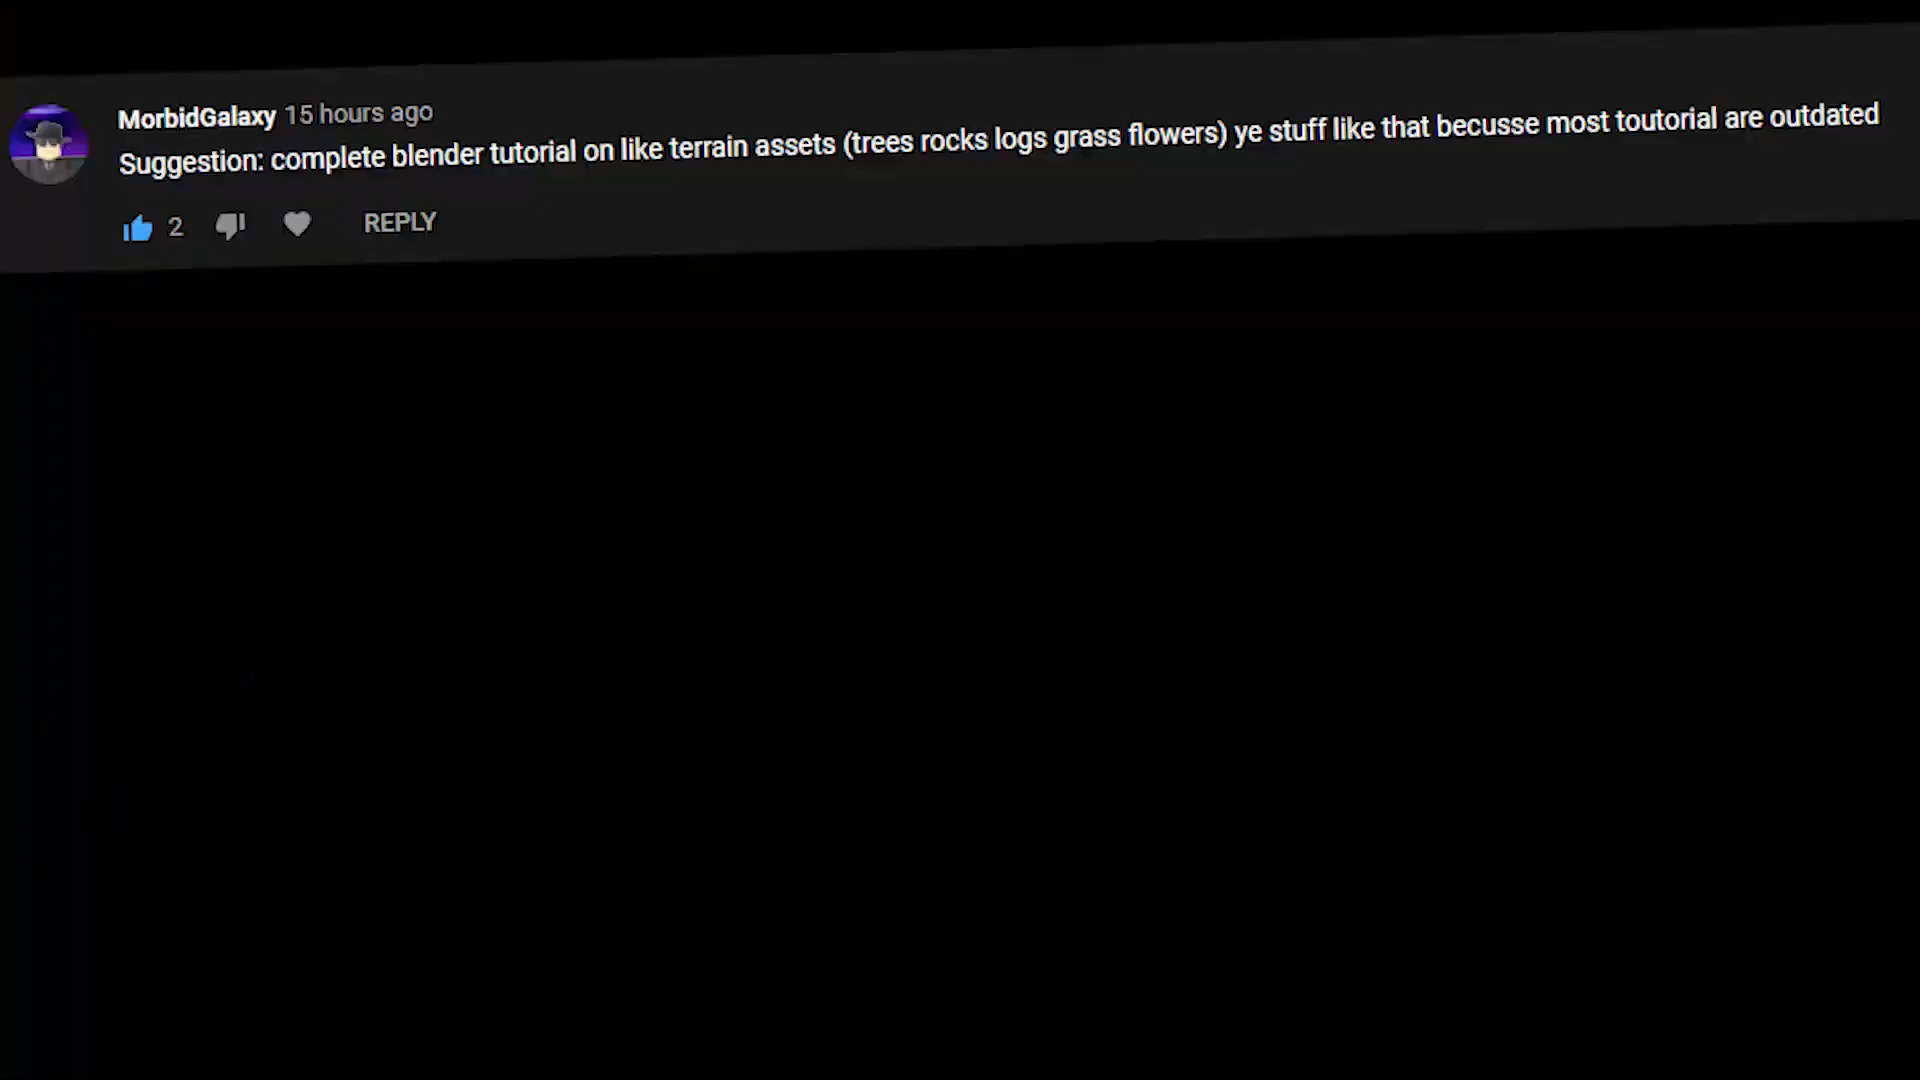 MorbidGalaxy 15 hours ago
Suggestion: complete blender tutorial on like terrain assets (trees rocks logs grass flowers) ye stuff like that becusse most toutorial are outdated
2 REPLY